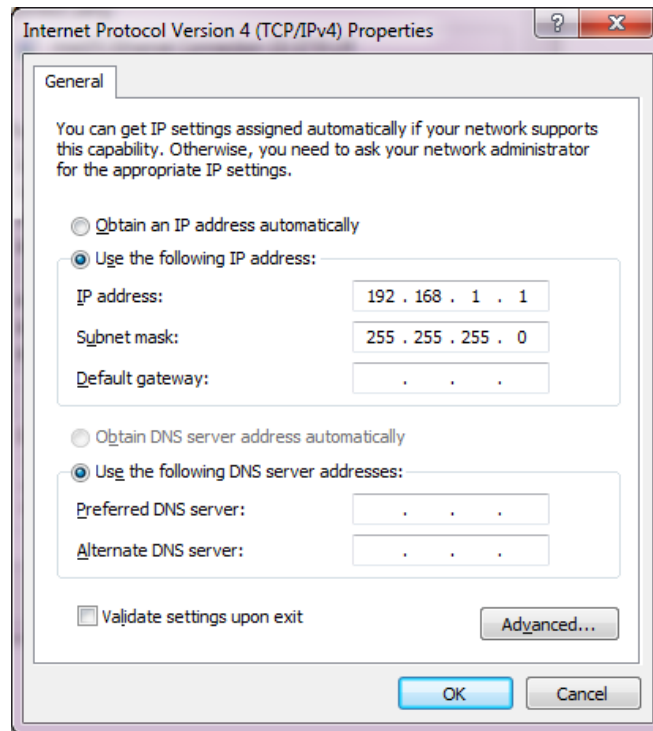 Internet Protocol Version 4 (TCP/IPv4) Properties
General
You can get IP settings assigned automatically if your network supports
this capability. Otherwise, you need to ask your network administrator
for the appropriate IP settings.
Obtain an IP address automatically
Use the following IP address:
IP address: 192 . 168 . 1 . 1
Subnet mask: 255 . 255 . 255 . 0
Default gateway: . . .
Obtain DNS server address automatically
Use the following DNS server addresses:
Preferred DNS server: . . .
Alternate DNS server: . . .
Validate settings upon exit
Advanced...
OK Cancel